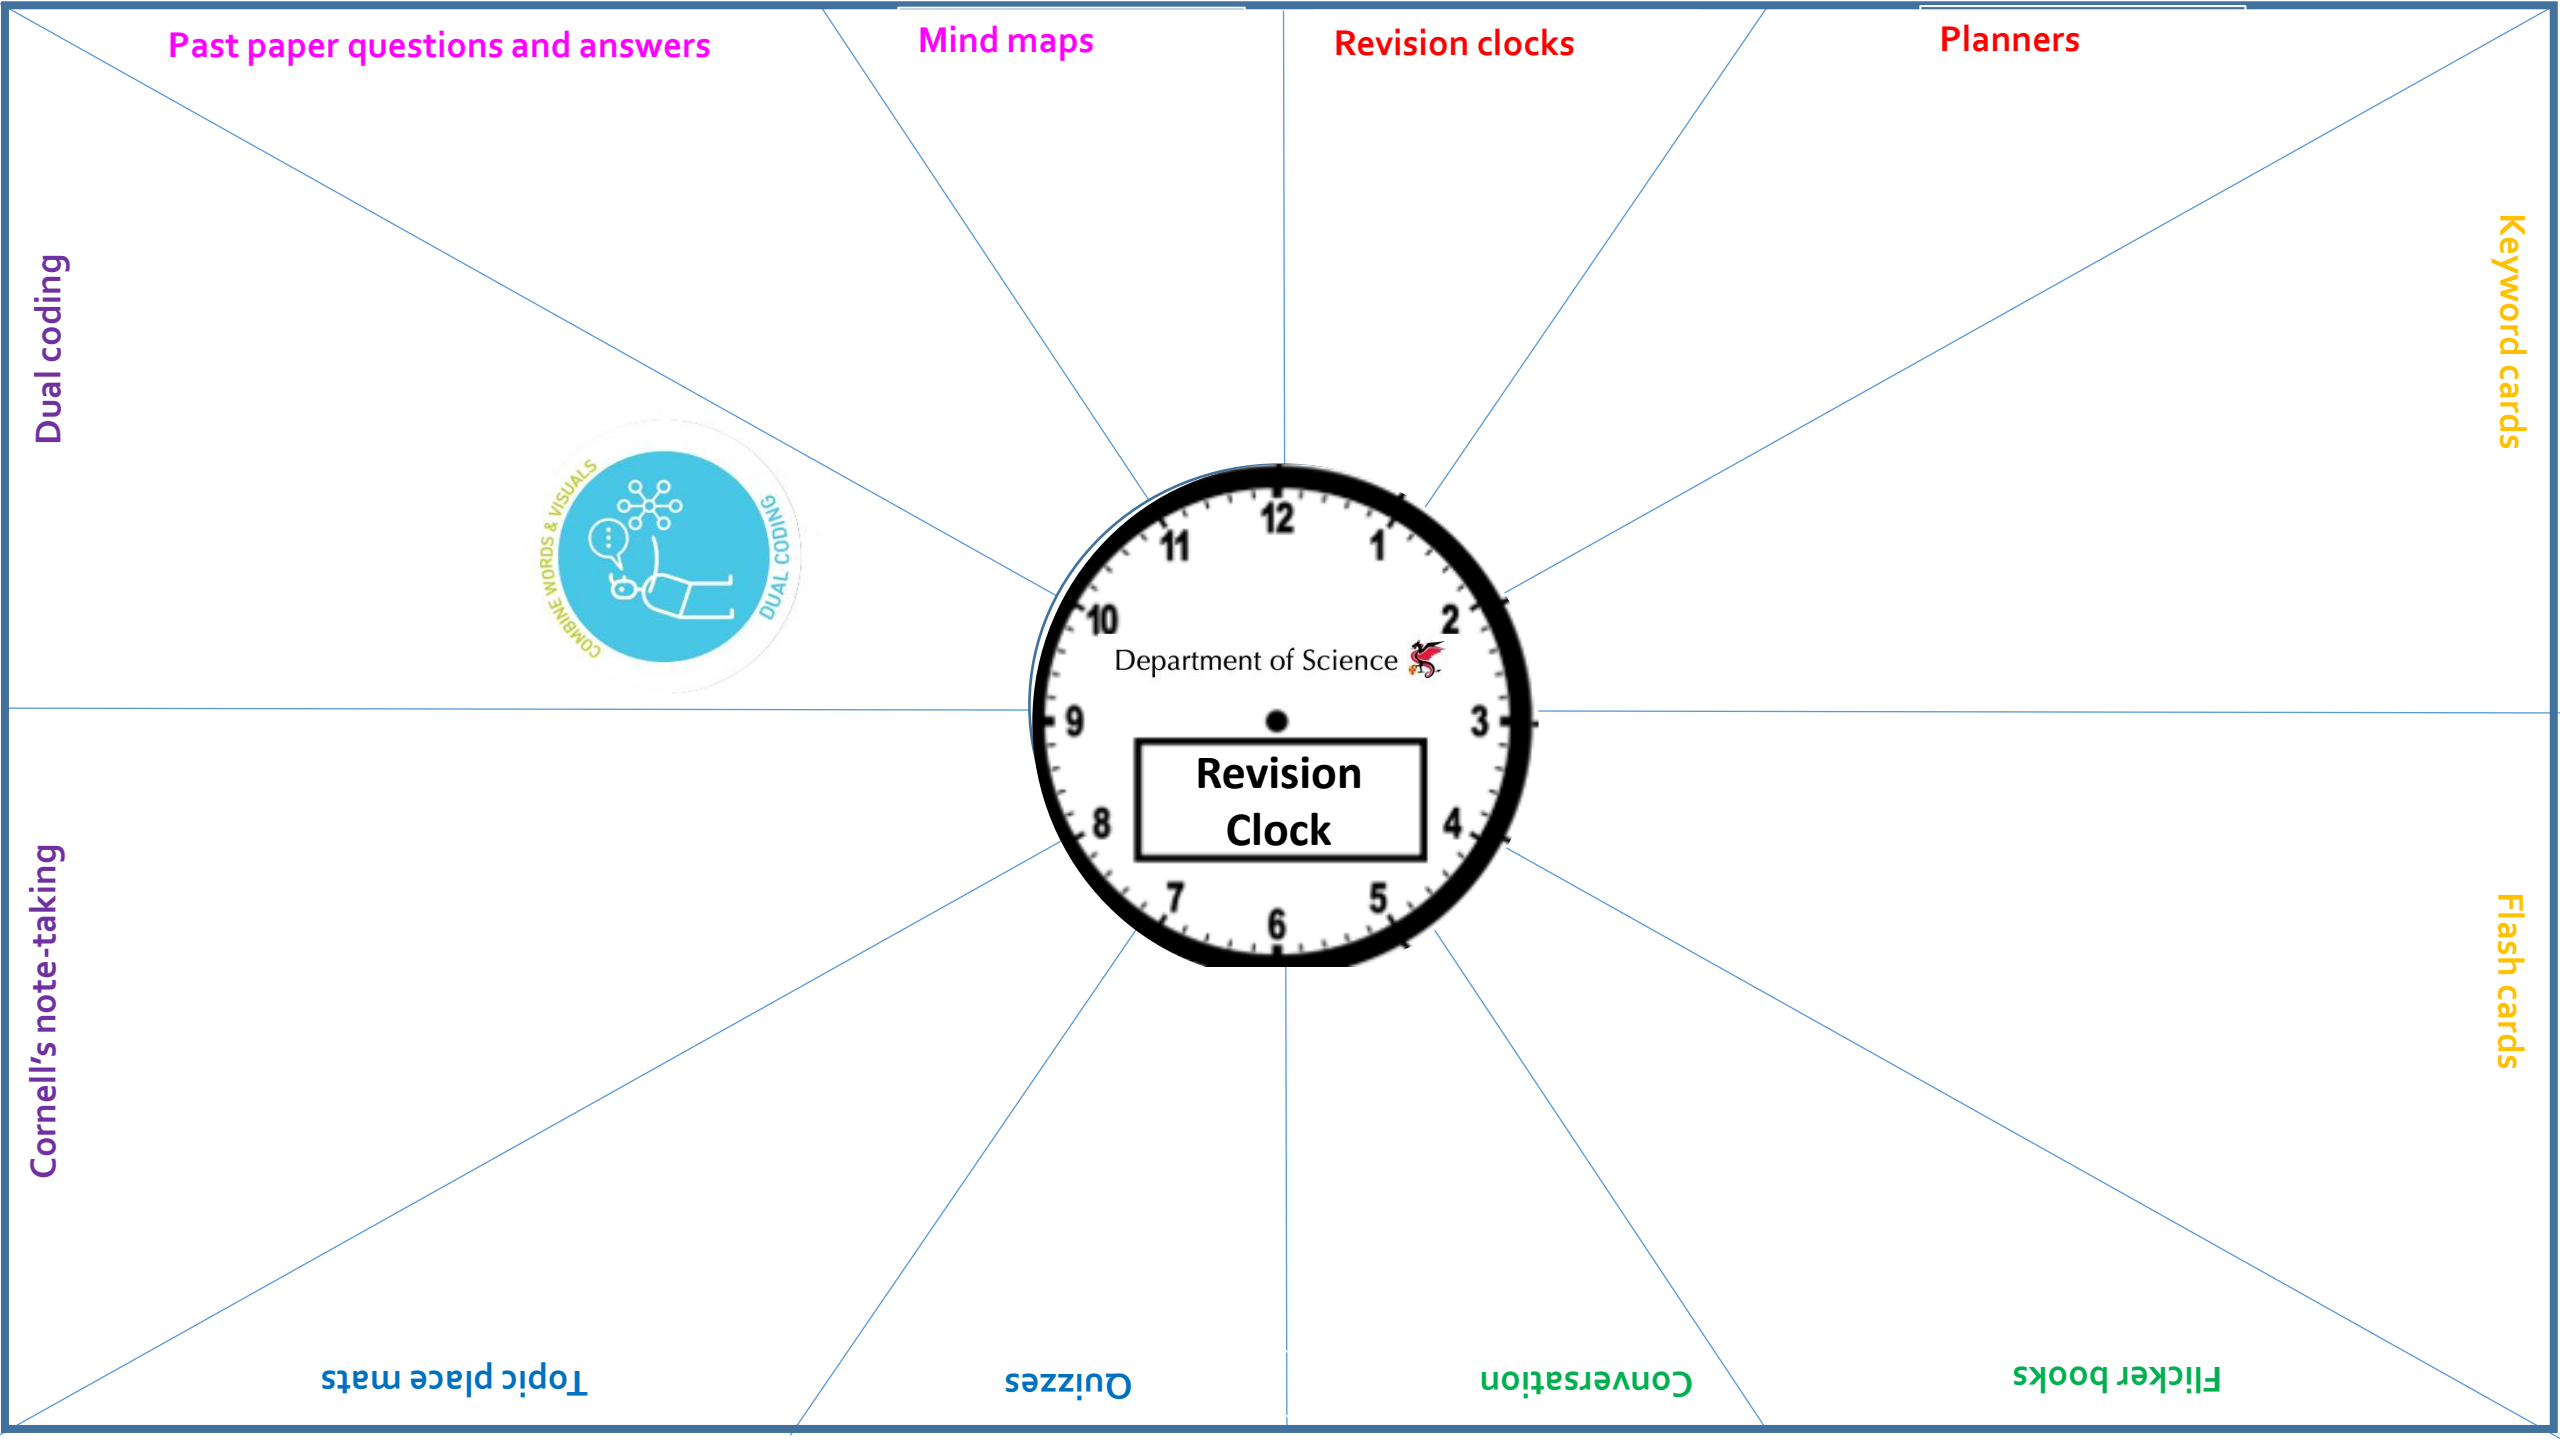 Past paper questions and answers
Mind maps
Revision clocks
Planners
Keyword cards
Flash cards
Flicker books
Conversation
Quizzes
Topic place mats
Cornell’s note-taking
Dual coding
COMBINE WORDS & VISUALS
DUAL CODING
12
1
2
3
4
5
6
7
8
9
10
11
Department of Science
Revision
Clock